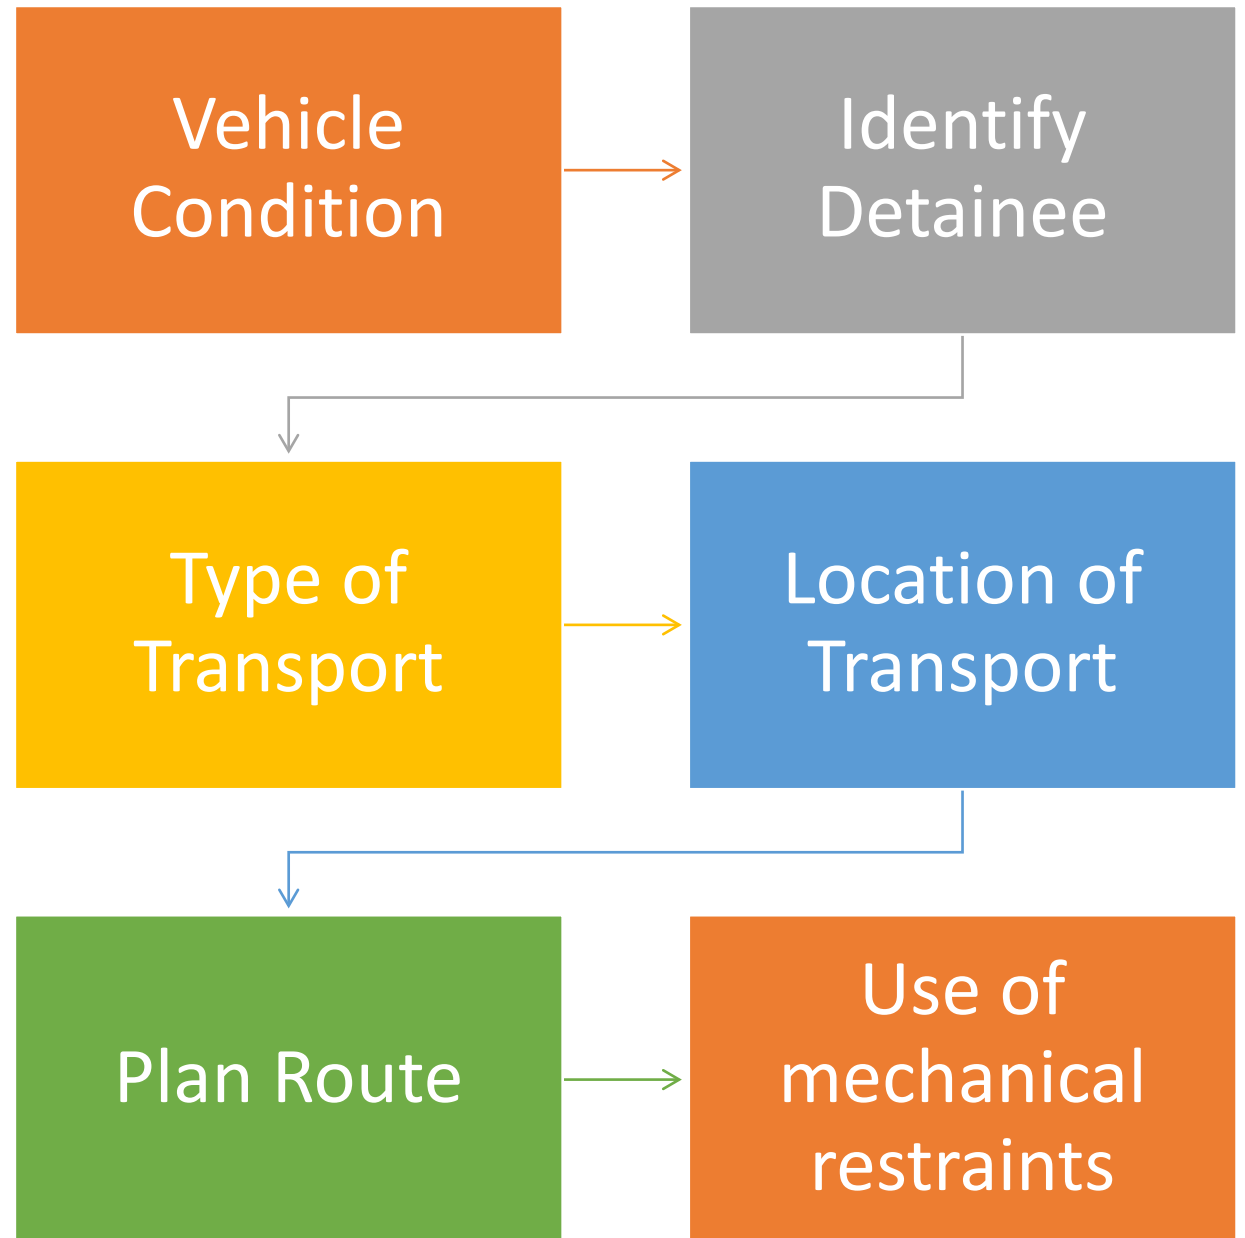 Vehicle
Condition
Identify
Detainee
Type of
Transport
Location of
Transport
Plan Route
Use of
mechanical
restraints